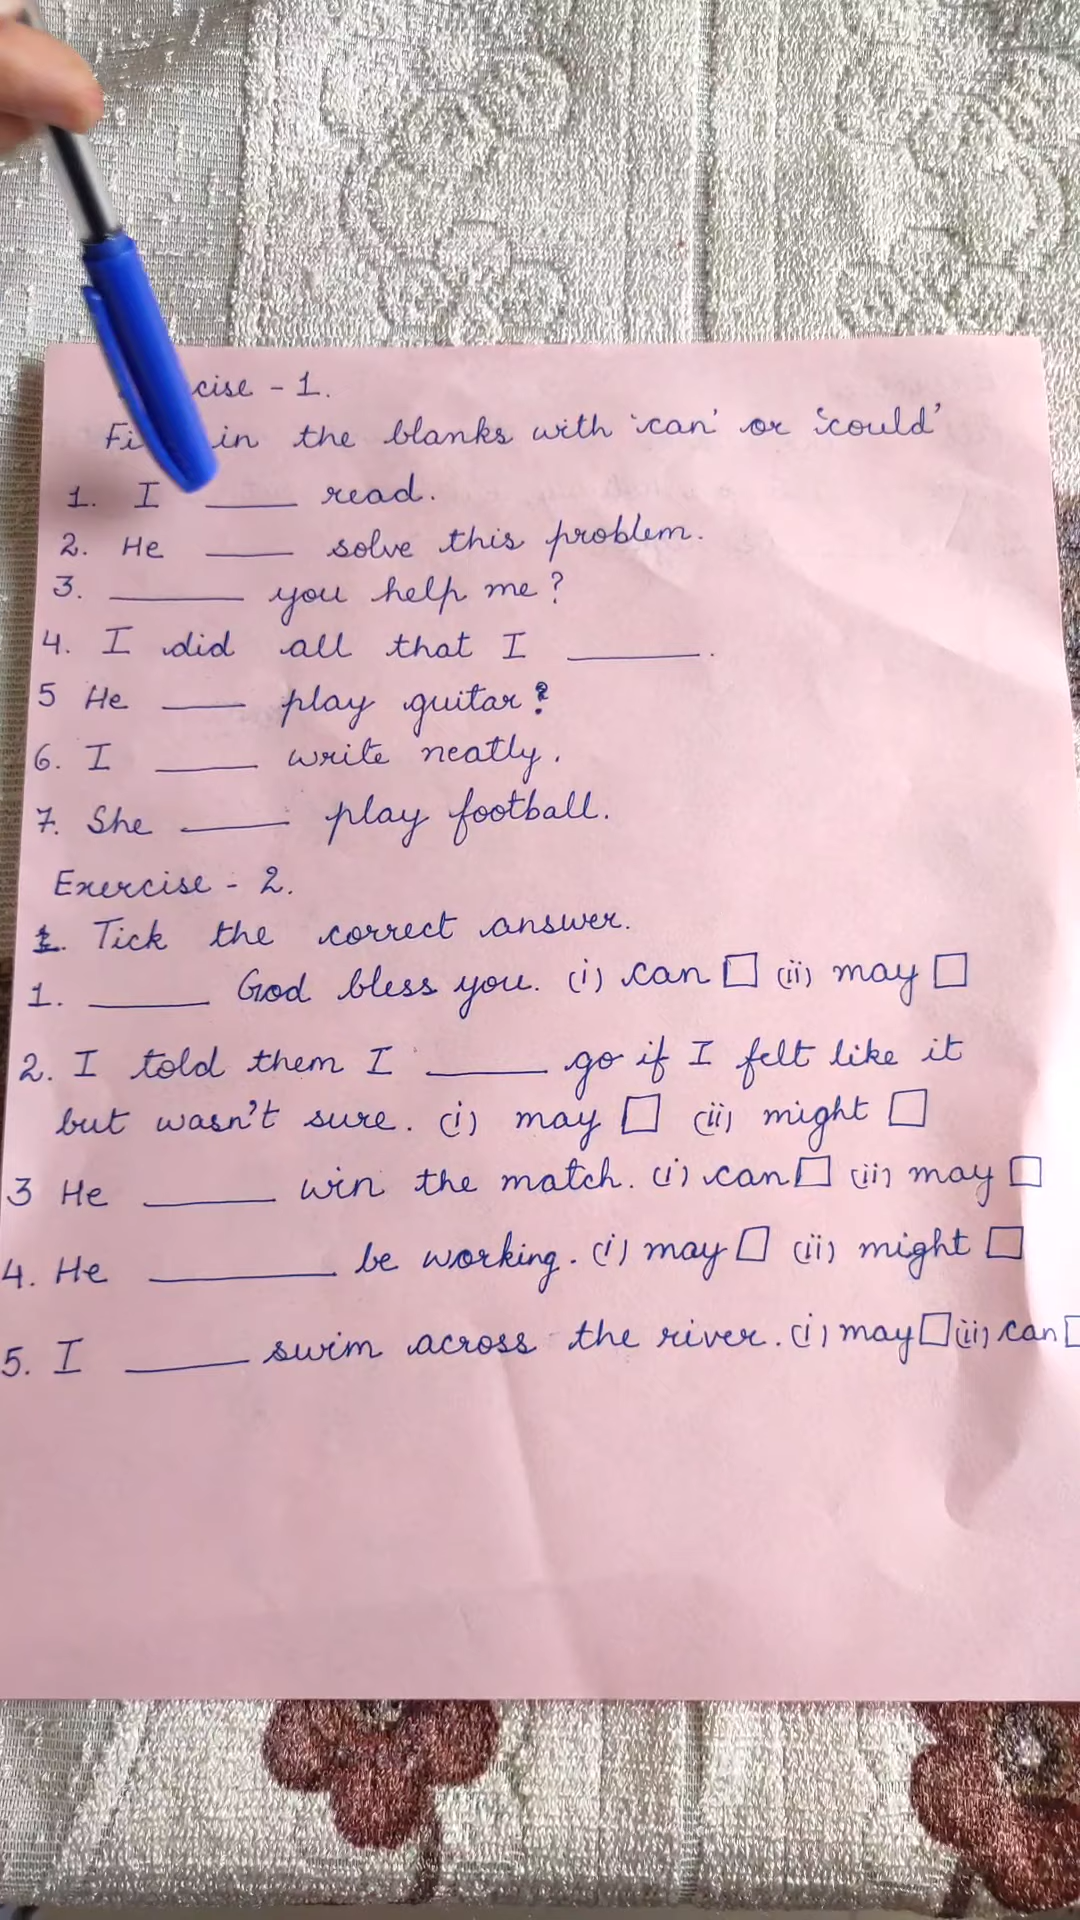 cise - 1.
Fi in the blanks with 'can' or 'could'
1. I ____ read.
2. He ____ solve this problem.
3. ____ you help me?
4. I did all that I ____.
5 He ____ play guitar?
6. I ____ write neatly.
7. She ____ play football.
Exercise - 2.
1. Tick the correct answer.
1. ____ God bless you. (i) can □ (ii) may □
2. I told them I ____ go if I felt like it
but wasn't sure. (i) may □ (ii) might □
3 He ____ win the match. (i) can □ (ii) may □
4. He ____ be working. (i) may □ (ii) might □
5. I ____ swim across the river. (i) may □ (ii) can □